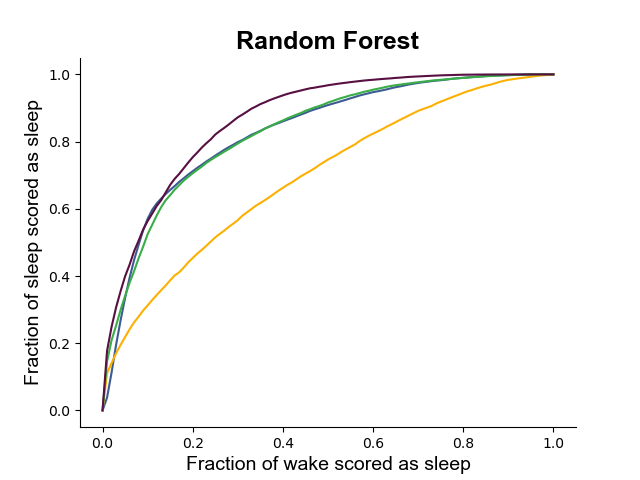 Random Forest
Fraction of sleep scored as sleep
1.0
0.8
0.6
0.4
0.2
0.0
0.0 0.2 0.4 0.6 0.8 1.0
Fraction of wake scored as sleep